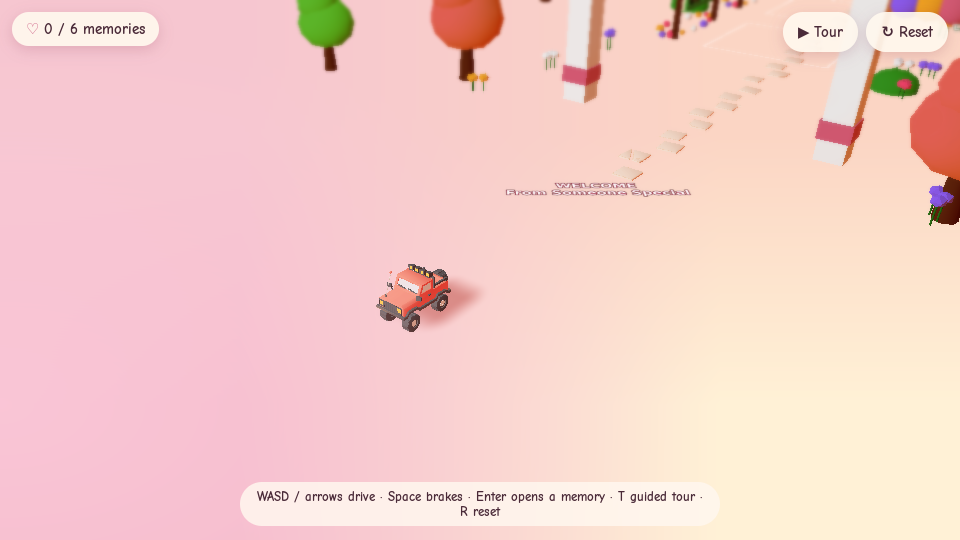 ♡ 0 / 6 memories
▶ Tour
↻ Reset
WELCOME
From Someone Special
WASD / arrows drive · Space brakes · Enter opens a memory · T guided tour ·
R reset